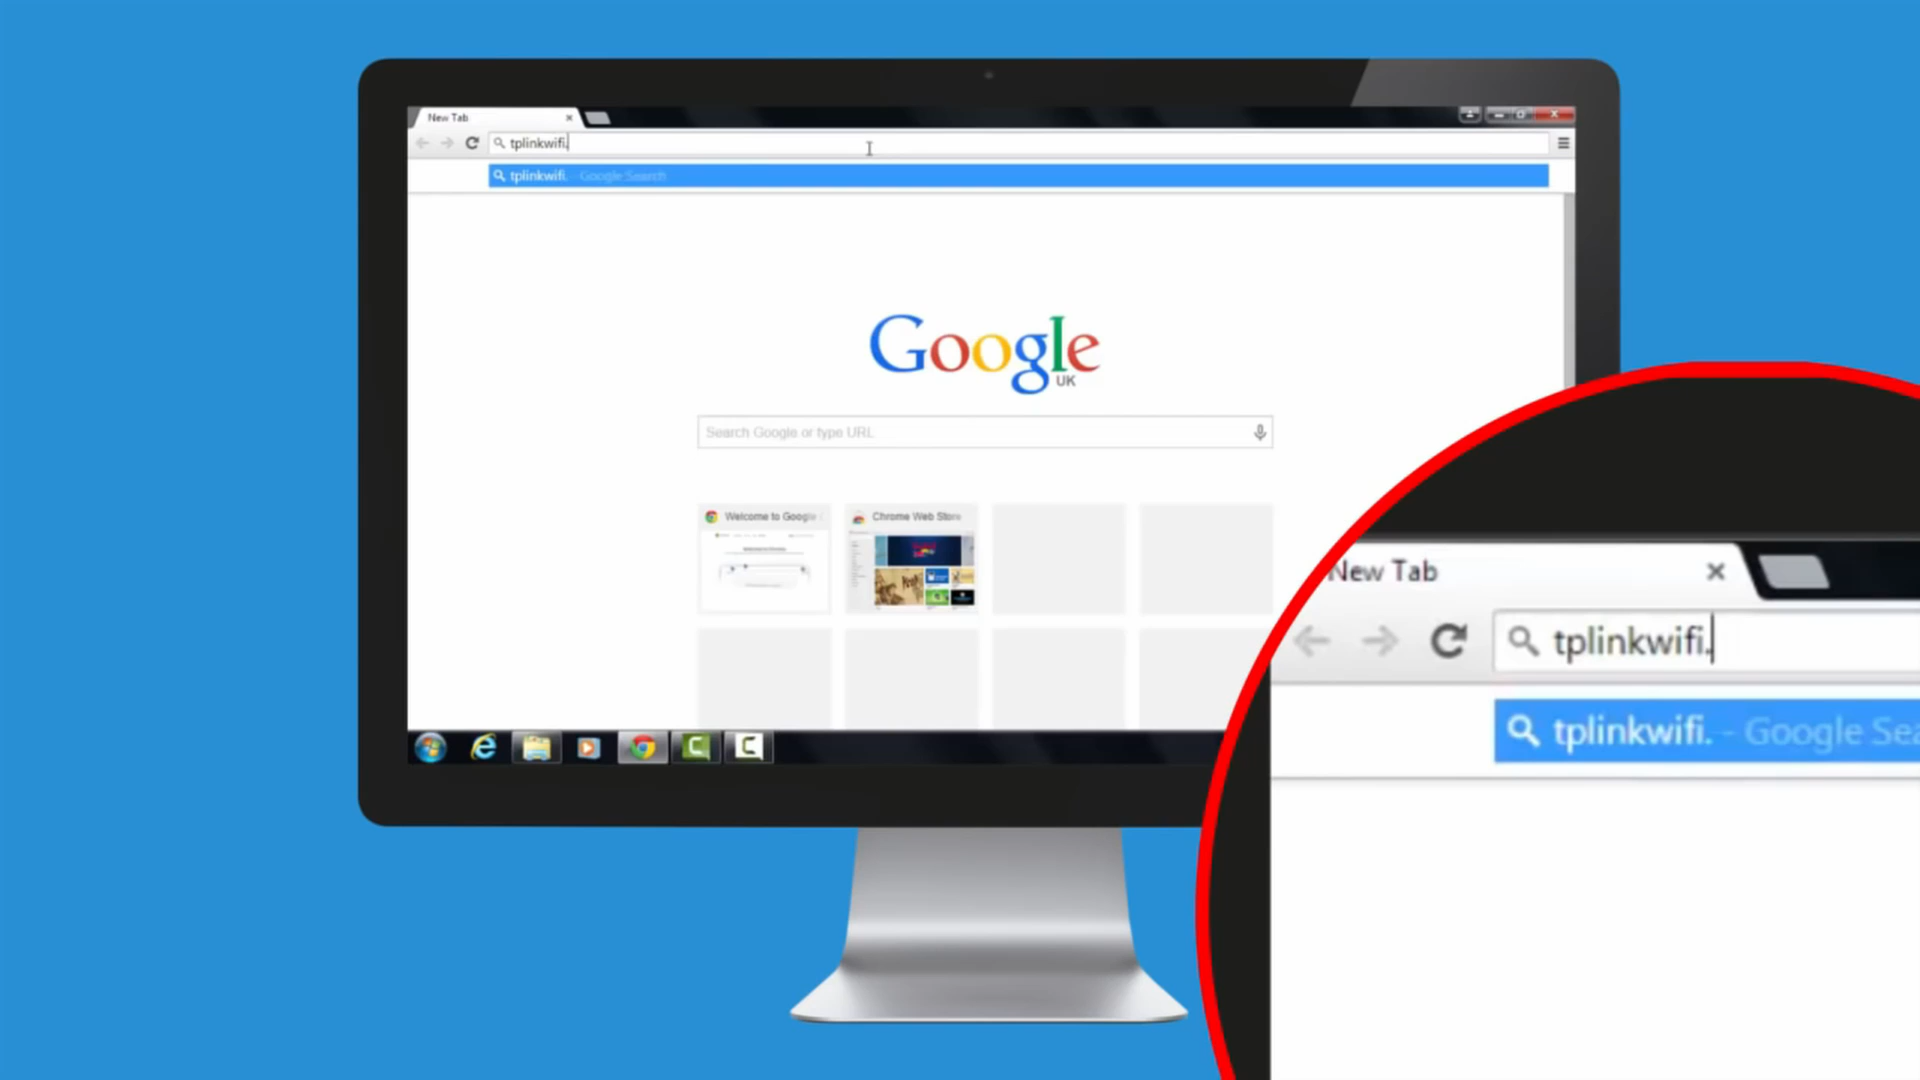 New Tab
tplinkwifi.
tplinkwifi. - Google Search
Google
UK
Search Google or type URL
Welcome to Google
Chrome Web Store
New Tab
tplinkwifi.
tplinkwifi. - Google Sea